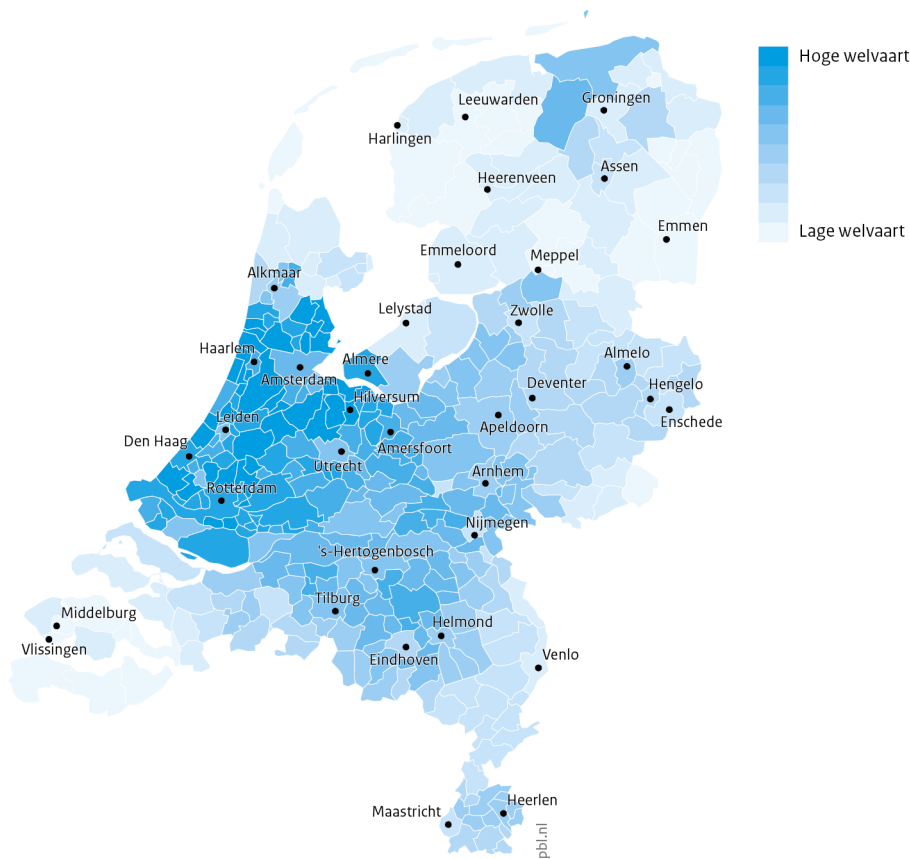 Hoge welvaart
Leeuwarden
Groningen
Harlingen
Assen
Heerenveen
Emmen
Lage welvaart
Emmeloord
Meppel
Alkmaar
Lelystad
Zwolle
Haarlem
Almere
Almelo
Amsterdam
Deventer
Hengelo
Hilversum
Leiden
Enschede
Apeldoorn
Den Haag
Amersfoort
Utrecht
Arnhem
Rotterdam
Nijmegen
's-Hertogenbosch
Tilburg
Middelburg
Helmond
Vlissingen
Eindhoven
Venlo
Heerlen
Maastricht
pbl.nl